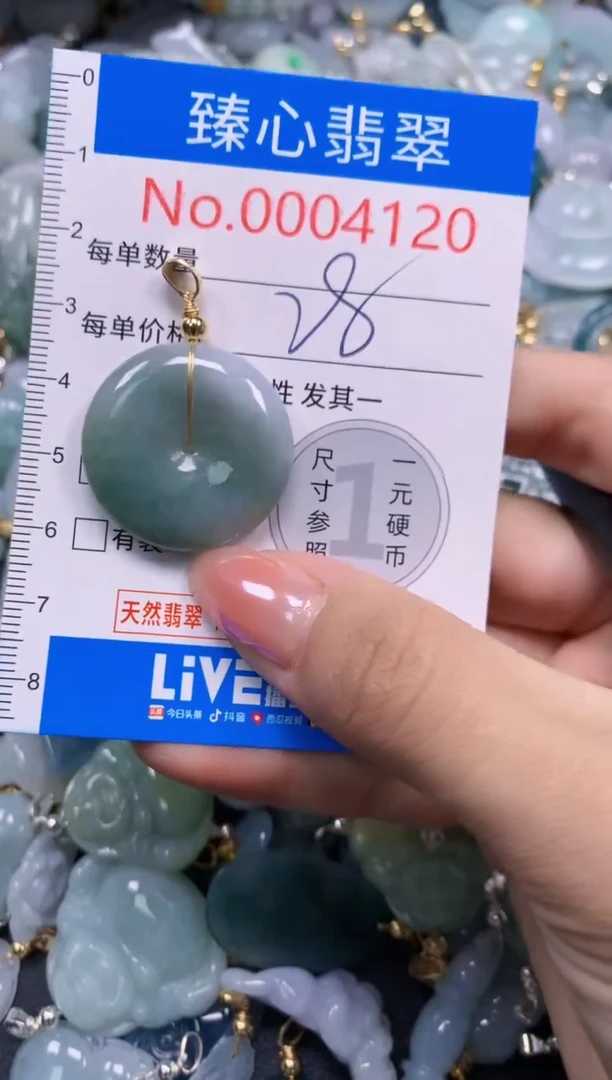 0
臻心翡翠
1
No.0004120
2
每单数量
28
3
每单价格
4
性 发其一
5
尺寸参照
1
一元硬币
6
有装
7
天然翡翠
LiVE
8
今日头条 抖音 西瓜视频